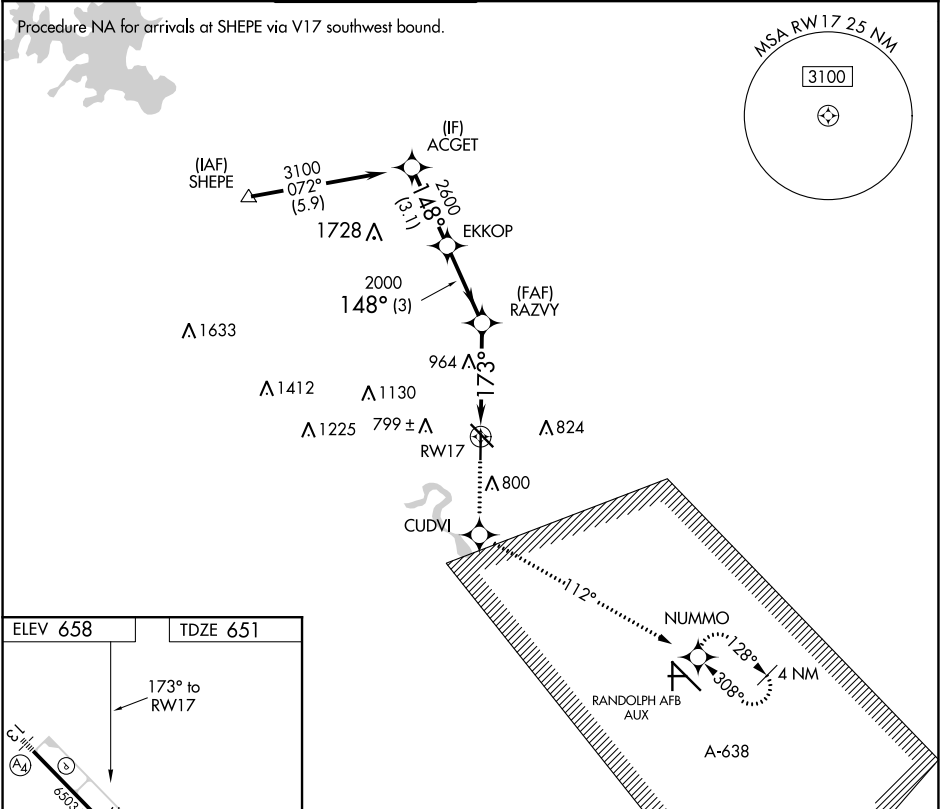 Procedure NA for arrivals at SHEPE via V17 southwest bound.
MSA RW17 25 NM
3100
(IF)
ACGET
(IAF)
SHEPE
3100
072°
(5.9)
2600
148°
(3.1)
1728
EKKOP
2000
148° (3)
(FAF)
RAZVY
1633
964
173°
1412
1130
1225
799 ±
824
RW17
800
CUDVI
112°
NUMMO
128°
4 NM
308°
RANDOLPH AFB
AUX
A-638
ELEV 658
TDZE 651
173° to
RW17
13
A4
P
6503